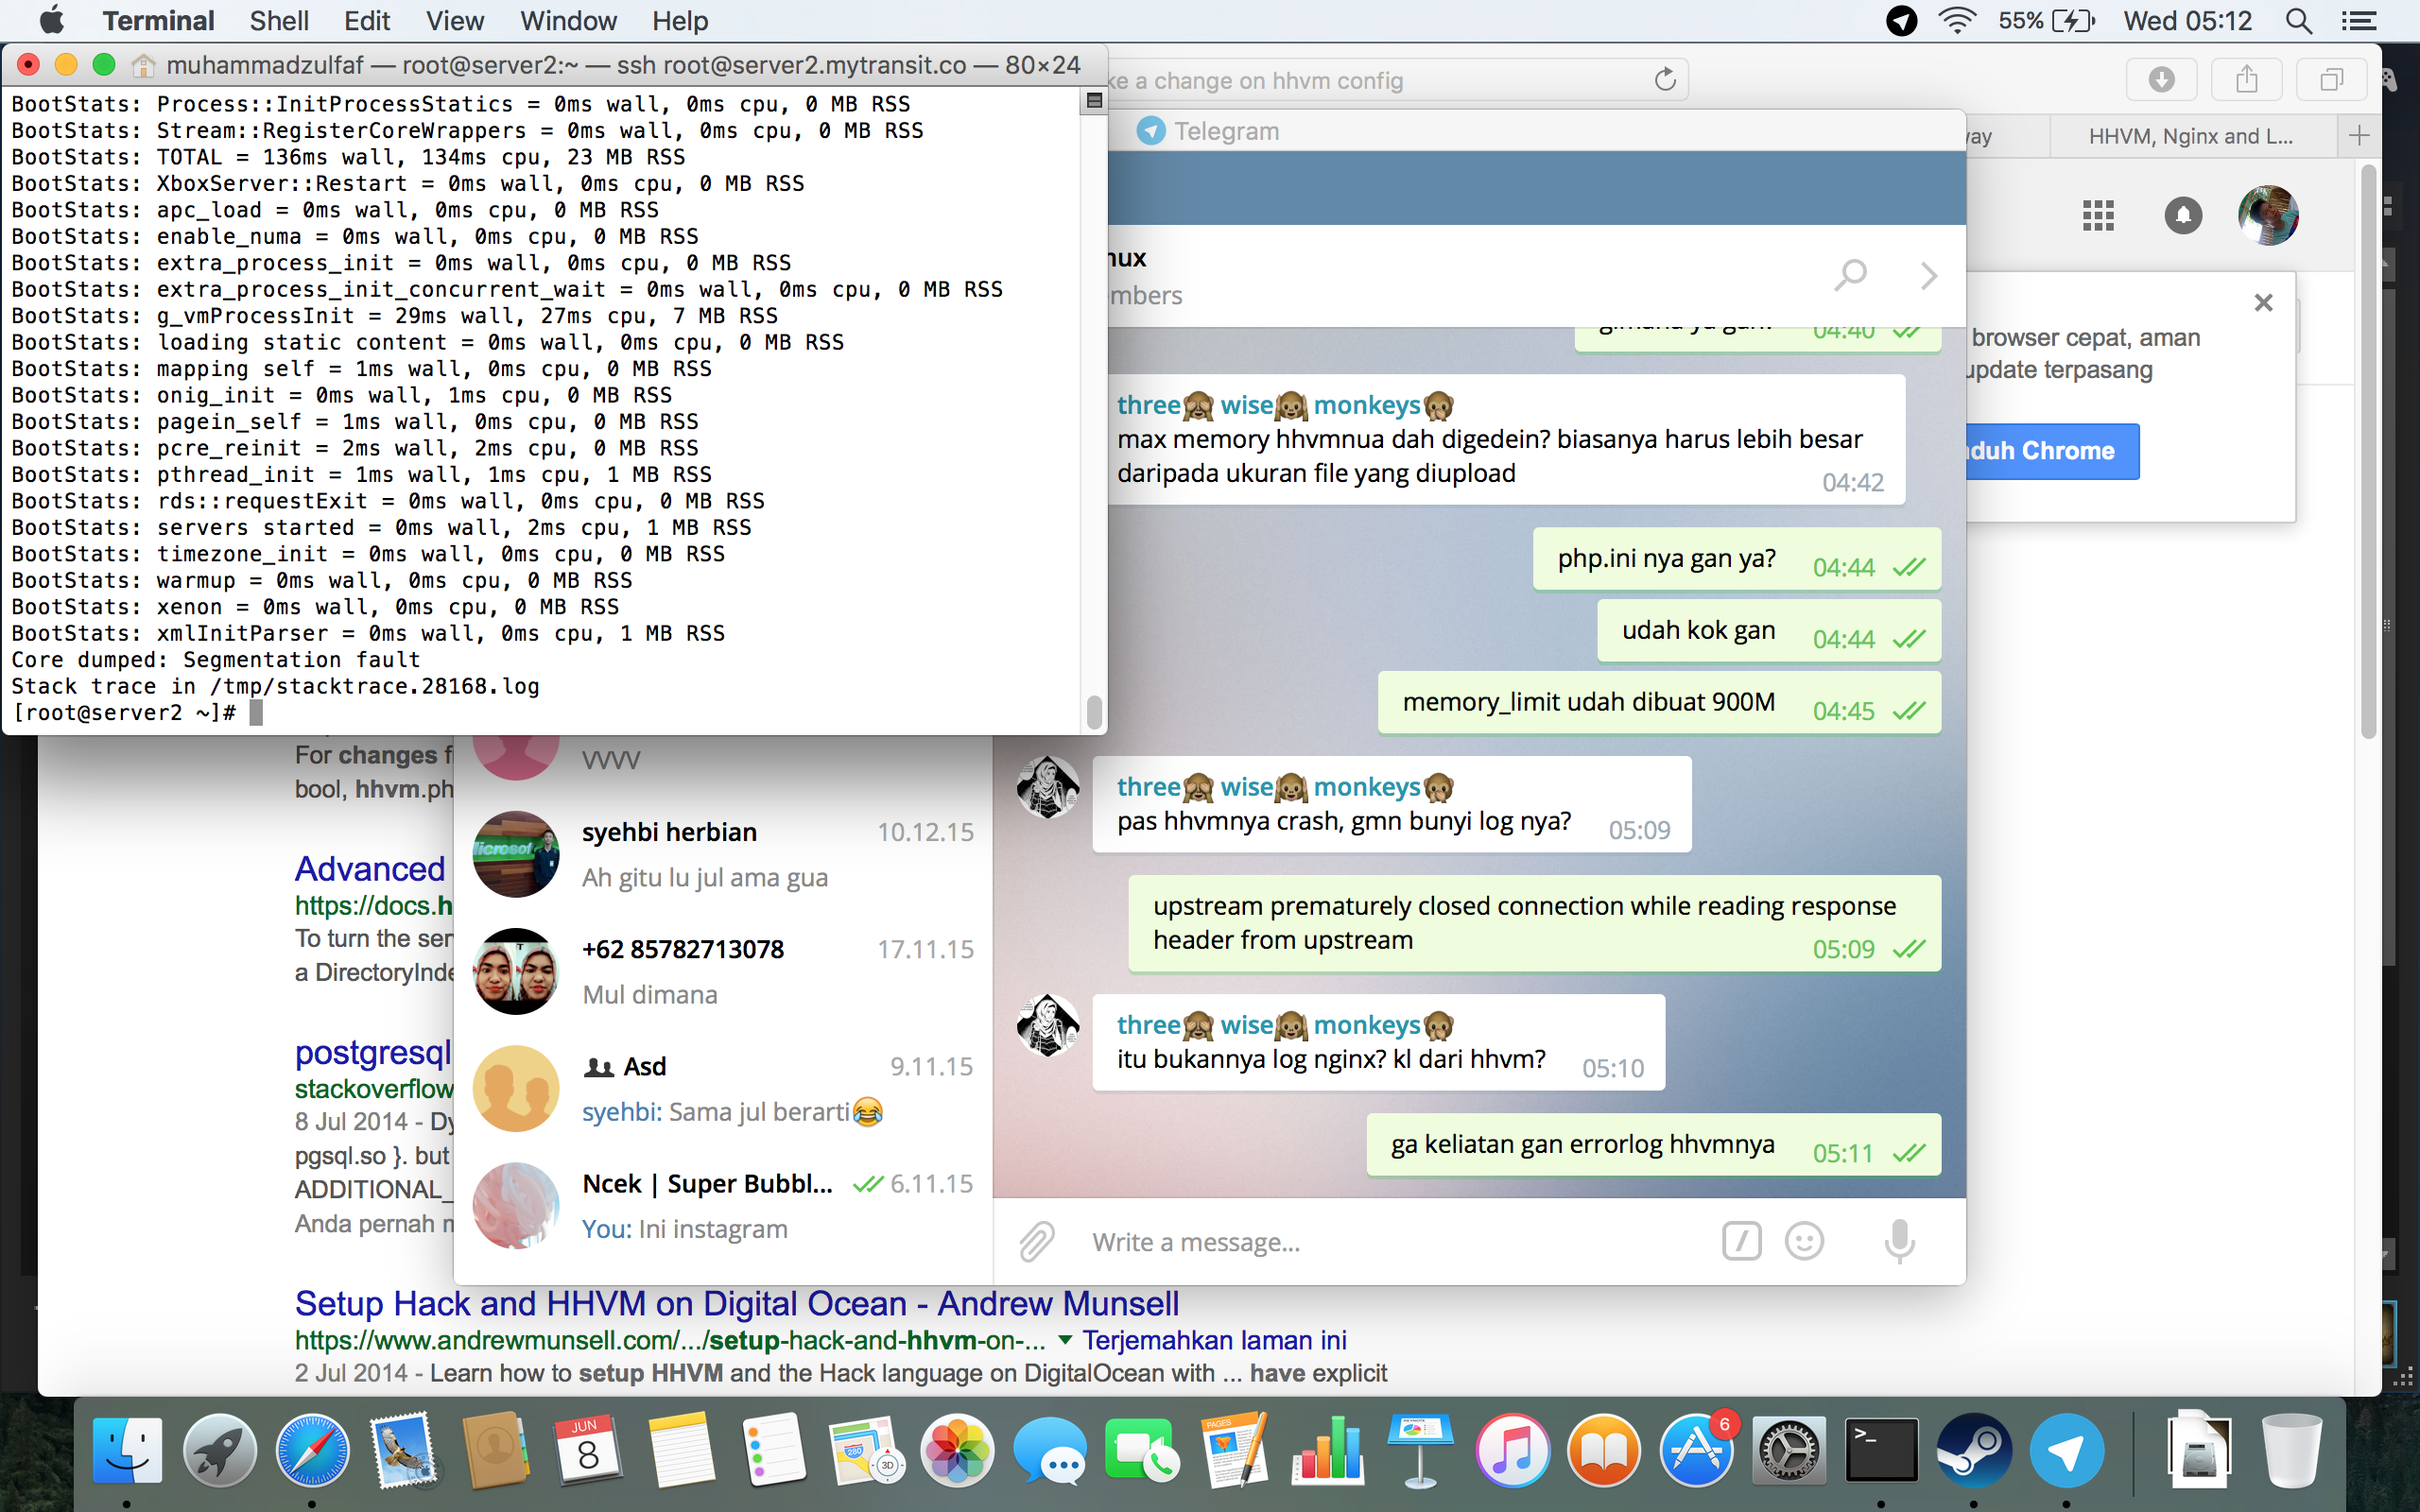 Terminal Shell Edit View Window Help
55% Wed 05:12
muhammadzulfaf — root@server2:~ — ssh root@server2.mytransit.co — 80×24
BootStats: Process::InitProcessStatics = 0ms wall, 0ms cpu, 0 MB RSS
BootStats: Stream::RegisterCoreWrappers = 0ms wall, 0ms cpu, 0 MB RSS
BootStats: TOTAL = 136ms wall, 134ms cpu, 23 MB RSS
BootStats: XboxServer::Restart = 0ms wall, 0ms cpu, 0 MB RSS
BootStats: apc_load = 0ms wall, 0ms cpu, 0 MB RSS
BootStats: enable_numa = 0ms wall, 0ms cpu, 0 MB RSS
BootStats: extra_process_init = 0ms wall, 0ms cpu, 0 MB RSS
BootStats: extra_process_init_concurrent_wait = 0ms wall, 0ms cpu, 0 MB RSS
BootStats: g_vmProcessInit = 29ms wall, 27ms cpu, 7 MB RSS
BootStats: loading static content = 0ms wall, 0ms cpu, 0 MB RSS
BootStats: mapping self = 1ms wall, 0ms cpu, 0 MB RSS
BootStats: onig_init = 0ms wall, 1ms cpu, 0 MB RSS
BootStats: pagein_self = 1ms wall, 0ms cpu, 0 MB RSS
BootStats: pcre_reinit = 2ms wall, 2ms cpu, 0 MB RSS
BootStats: pthread_init = 1ms wall, 1ms cpu, 1 MB RSS
BootStats: rds::requestExit = 0ms wall, 0ms cpu, 0 MB RSS
BootStats: servers started = 0ms wall, 2ms cpu, 1 MB RSS
BootStats: timezone_init = 0ms wall, 0ms cpu, 0 MB RSS
BootStats: warmup = 0ms wall, 0ms cpu, 0 MB RSS
BootStats: xenon = 0ms wall, 0ms cpu, 0 MB RSS
BootStats: xmlInitParser = 0ms wall, 0ms cpu, 1 MB RSS
Core dumped: Segmentation fault
Stack trace in /tmp/stacktrace.28168.log
[root@server2 ~]#
ke a change on hhvm config
HHVM, Nginx and L...
browser cepat, aman
update terpasang
nduh Chrome
Telegram
nux
mbers
04:40
three wise monkeys
max memory hhvmnua dah digedein? biasanya harus lebih besar
daripada ukuran file yang diupload
04:42
php.ini nya gan ya? 04:44
udah kok gan 04:44
memory_limit udah dibuat 900M 04:45
three wise monkeys
pas hhvmnya crash, gmn bunyi log nya? 05:09
upstream prematurely closed connection while reading response
header from upstream
05:09
three wise monkeys
itu bukannya log nginx? kl dari hhvm? 05:10
ga keliatan gan errorlog hhvmnya 05:11
Write a message...
VVVV
syehbi herbian 10.12.15
Ah gitu lu jul ama gua
+62 85782713078 17.11.15
Mul dimana
Asd 9.11.15
syehbi: Sama jul berarti
Ncek | Super Bubbl... 6.11.15
You: Ini instagram
For changes f
bool, hhvm.ph
Advanced
https://docs.h
To turn the ser
a DirectoryInde
postgresql
stackoverflow
8 Jul 2014 - Dy
pgsql.so }. but
ADDITIONAL_
Anda pernah m
Setup Hack and HHVM on Digital Ocean - Andrew Munsell
https://www.andrewmunsell.com/.../setup-hack-and-hhvm-on-... Terjemahkan laman ini
2 Jul 2014 - Learn how to setup HHVM and the Hack language on DigitalOcean with ... have explicit
JUN
8
280
3D
PAGES
6
>_